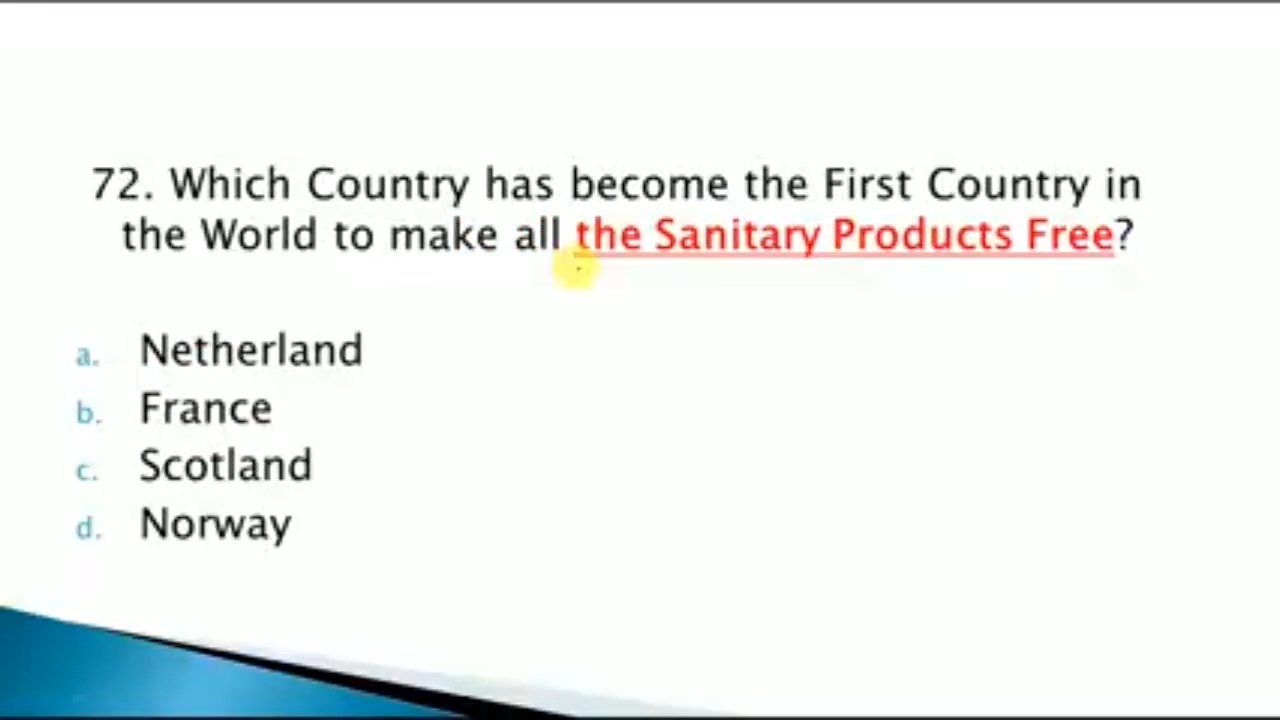 72. Which Country has become the First Country in
the World to make all the Sanitary Products Free?
a. Netherland
b. France
c. Scotland
d. Norway